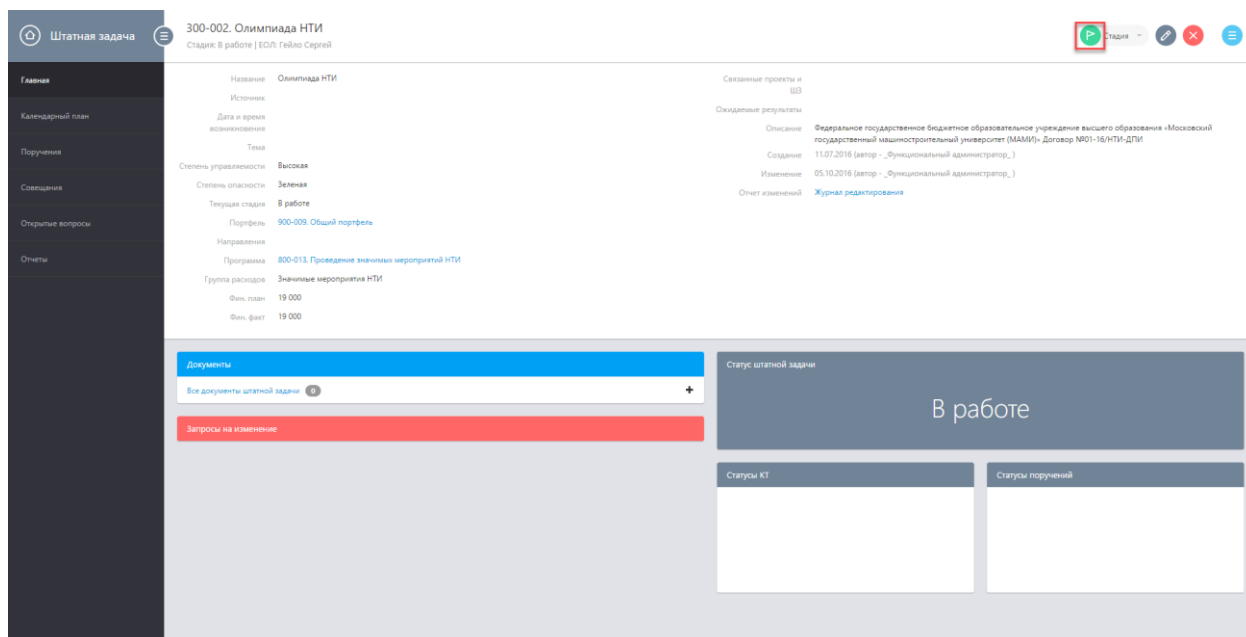 Штатная задача
300-002. Олимпиада НТИ
Стадия: В работе | ЕОЛ: Гейло Сергей
Стадия
Главная
Календарный план
Поручения
Совещания
Открытые вопросы
Отчеты
Название Олимпиада НТИ
Источник
Дата и время
возникновения
Тема
Степень управляемости Высокая
Степень опасности Зеленая
Текущая стадия В работе
Портфель 900-009. Общий портфель
Направления
Программа 800-013. Проведение значимых мероприятий НТИ
Группа расходов Значимые мероприятия НТИ
Фин. план 19 000
Фин. факт 19 000
Связанные проекты и
ШЗ
Ожидаемые результаты
Описание Федеральное государственное бюджетное образовательное учреждение высшего образования «Московский
государственный машиностроительный университет (МАМИ)» Договор №01-16/НТИ-ДПИ
Создание 11.07.2016 (автор - _Функциональный администратор_ )
Изменение 05.10.2016 (автор - _Функциональный администратор_ )
Отчет изменений Журнал редактирования
Документы
Все документы штатной задачи 0
Запросы на изменение
Статус штатной задачи
В работе
Статусы КТ
Статусы поручений